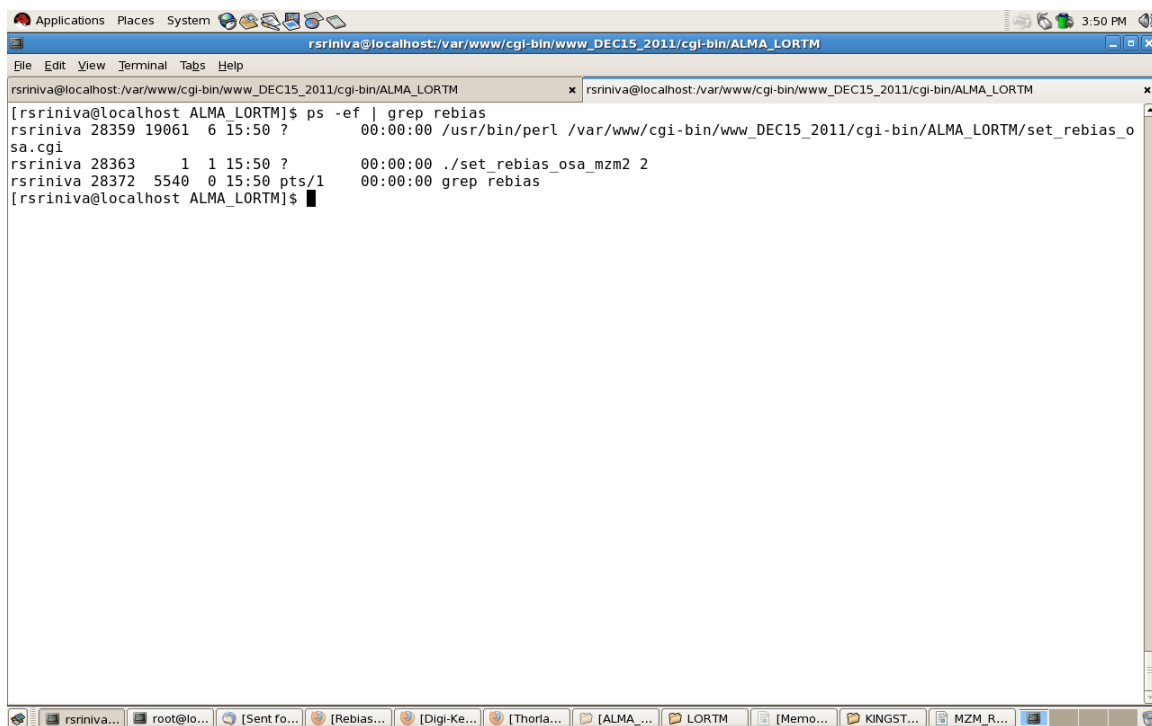 Applications Places System 3:50 PM
rsriniva@localhost:/var/www/cgi-bin/www_DEC15_2011/cgi-bin/ALMA_LORTM
File Edit View Terminal Tabs Help
rsriniva@localhost:/var/www/cgi-bin/www_DEC15_2011/cgi-bin/ALMA_LORTM x rsriniva@localhost:/var/www/cgi-bin/www_DEC15_2011/cgi-bin/ALMA_LORTM x
[rsriniva@localhost ALMA_LORTM]$ ps -ef | grep rebias
rsriniva 28359 19061  6 15:50 ?        00:00:00 /usr/bin/perl /var/www/cgi-bin/www_DEC15_2011/cgi-bin/ALMA_LORTM/set_rebias_o
sa.cgi
rsriniva 28363     1  1 15:50 ?        00:00:00 ./set_rebias_osa_mzm2 2
rsriniva 28372  5540  0 15:50 pts/1    00:00:00 grep rebias
[rsriniva@localhost ALMA_LORTM]$
rsriniva... root@lo... [Sent fo... [Rebias... [Digi-Ke... [Thorla... [ALMA_... LORTM [Memo... KINGST... MZM_R...